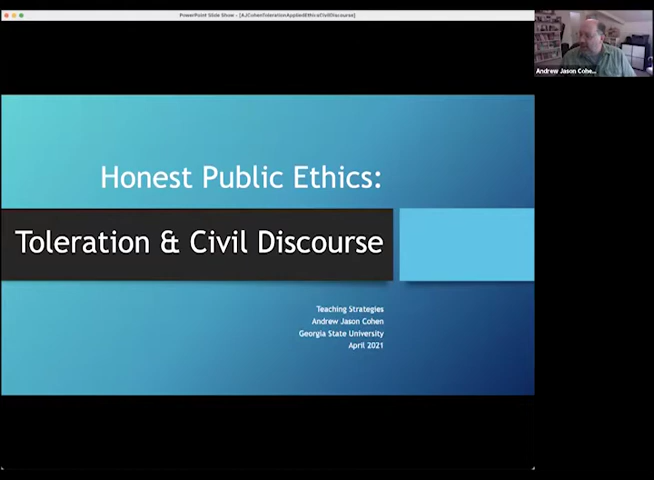 PowerPoint Slide Show - [AJCohenTolerationAppliedEthicsCivilDiscourse]
Andrew Jason Cohe...
Honest Public Ethics:
Toleration & Civil Discourse
Teaching Strategies
Andrew Jason Cohen
Georgia State University
April 2021